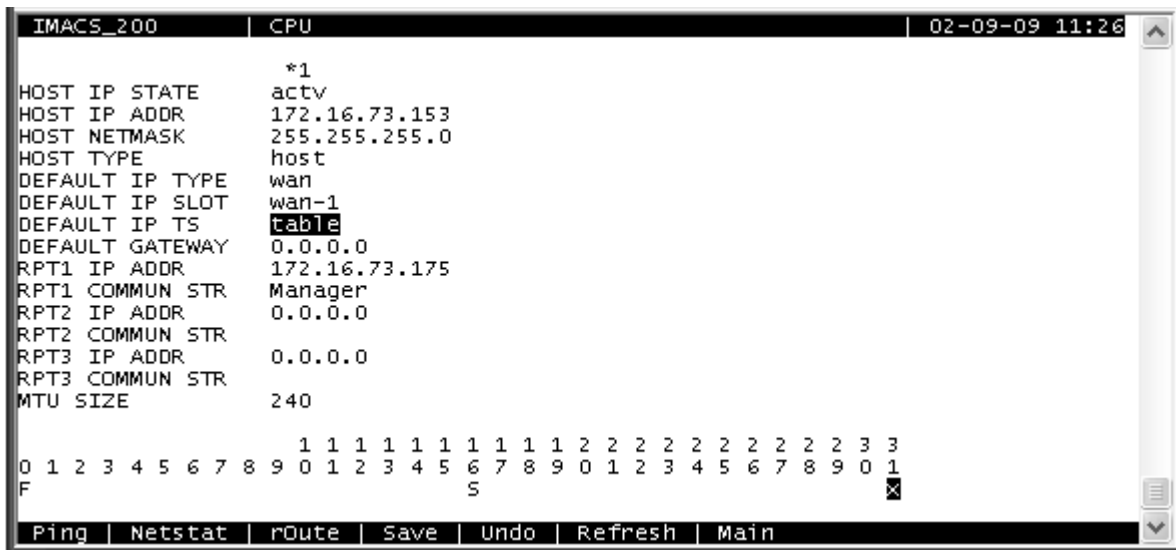 IMACS_200 | CPU | 02-09-09 11:26
*1
HOST IP STATE actv
HOST IP ADDR 172.16.73.153
HOST NETMASK 255.255.255.0
HOST TYPE host
DEFAULT IP TYPE wan
DEFAULT IP SLOT wan-1
DEFAULT IP TS table
DEFAULT GATEWAY 0.0.0.0
RPT1 IP ADDR 172.16.73.175
RPT1 COMMUN STR Manager
RPT2 IP ADDR 0.0.0.0
RPT2 COMMUN STR
RPT3 IP ADDR 0.0.0.0
RPT3 COMMUN STR
MTU SIZE 240
1 1 1 1 1 1 1 1 1 1 2 2 2 2 2 2 2 2 2 2 3 3
0 1 2 3 4 5 6 7 8 9 0 1 2 3 4 5 6 7 8 9 0 1 2 3 4 5 6 7 8 9 0 1
F S X
Ping | Netstat | rOute | Save | Undo | Refresh | Main